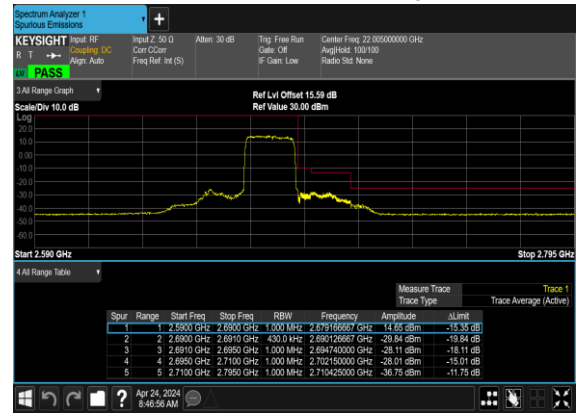 Spectrum Analyzer 1
Spurious Emissions
KEYSIGHT Input: RF Input Z: 50 Ω Atten: 30 dB Trig: Free Run Center Freq: 22.005000000 GHz
R T Coupling: DC Corr CCorr Gate: Off Avg|Hold: 100/100
Align: Auto Freq Ref: Int (S) IF Gain: Low Radio Std: None
PASS
3 All Range Graph
Ref Lvl Offset 15.59 dB
Scale/Div 10.0 dB Ref Value 30.00 dBm
Log
20.0
10.0
0.00
-10.0
-20.0
-30.0
-40.0
-50.0
-60.0
Start 2.590 GHz Stop 2.795 GHz
4 All Range Table
Measure Trace Trace 1
Trace Type Trace Average (Active)
Spur Range Start Freq Stop Freq RBW Frequency Amplitude ΔLimit
1 1 2.5900 GHz 2.6900 GHz 1.000 MHz 2.679166667 GHz 14.65 dBm -15.35 dB
2 2 2.6900 GHz 2.6910 GHz 430.0 kHz 2.690126667 GHz -29.84 dBm -19.84 dB
3 3 2.6910 GHz 2.6950 GHz 1.000 MHz 2.694740000 GHz -28.11 dBm -18.11 dB
4 4 2.6950 GHz 2.7100 GHz 1.000 MHz 2.702150000 GHz -28.01 dBm -15.01 dB
5 5 2.7100 GHz 2.7950 GHz 1.000 MHz 2.710425000 GHz -36.75 dBm -11.75 dB
Apr 24, 2024
8:46:56 AM